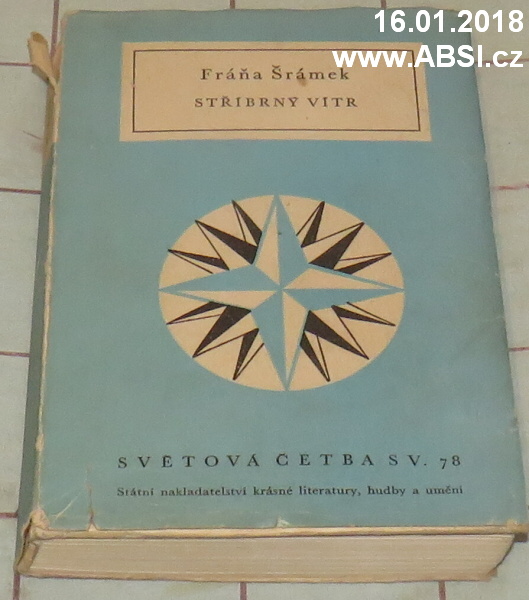 16.01.2018
www.ABSI.cz
Fráňa Šrámek
STŘÍBRNÝ VÍTR
SVĚTOVÁ ČETBA SV. 78
Státní nakladatelství krásné literatury, hudby a umění